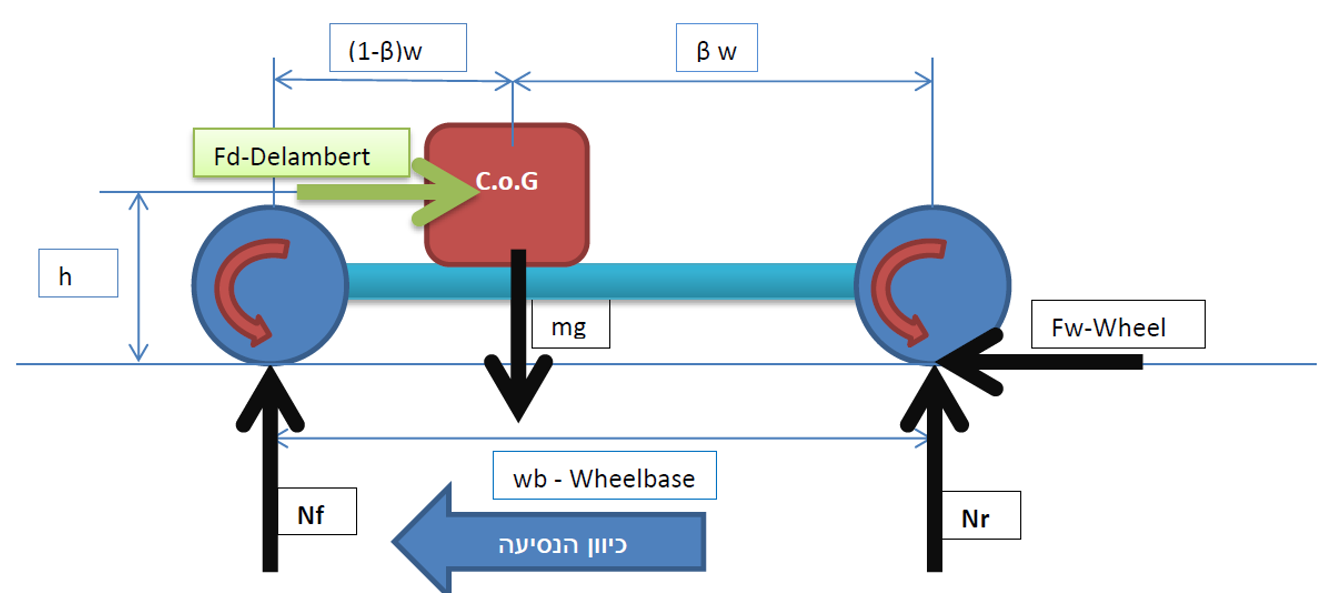 (1-β)w
β w
Fd-Delambert
C.o.G
h
mg
Fw-Wheel
wb - Wheelbase
Nf
Nr
כיוון הנסיעה